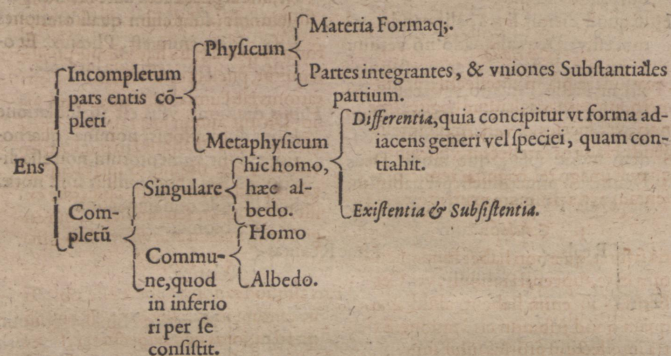 Ens
Incompletum
pars entis cō-
pleti
Phyſicum
Materia Formaq;.
Partes integrantes, & vniones Subſtantiales
partium.
Metaphyſicum
Differentia, quia concipitur vt forma ad-
iacens generi vel ſpeciei, quam con-
trahit.
Exiſtentia & Subſiſtentia.
Com-
pletū
Singulare
hic homo,
hæc al-
bedo.
Commu-
ne, quod
in inferio
ri per ſe
conſiſtit.
Homo
Albedo.